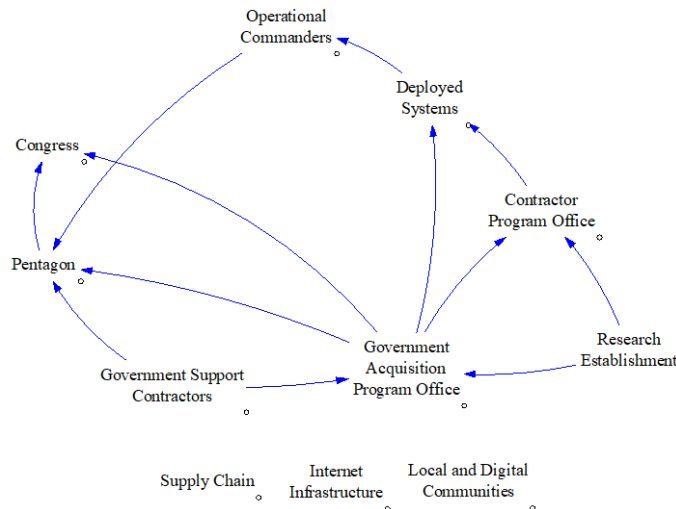 Operational
Commanders
Deployed
Systems
Congress
Contractor
Program Office
Pentagon
Government
Acquisition
Program Office
Research
Establishment
Government Support
Contractors
Supply Chain
Internet
Infrastructure
Local and Digital
Communities